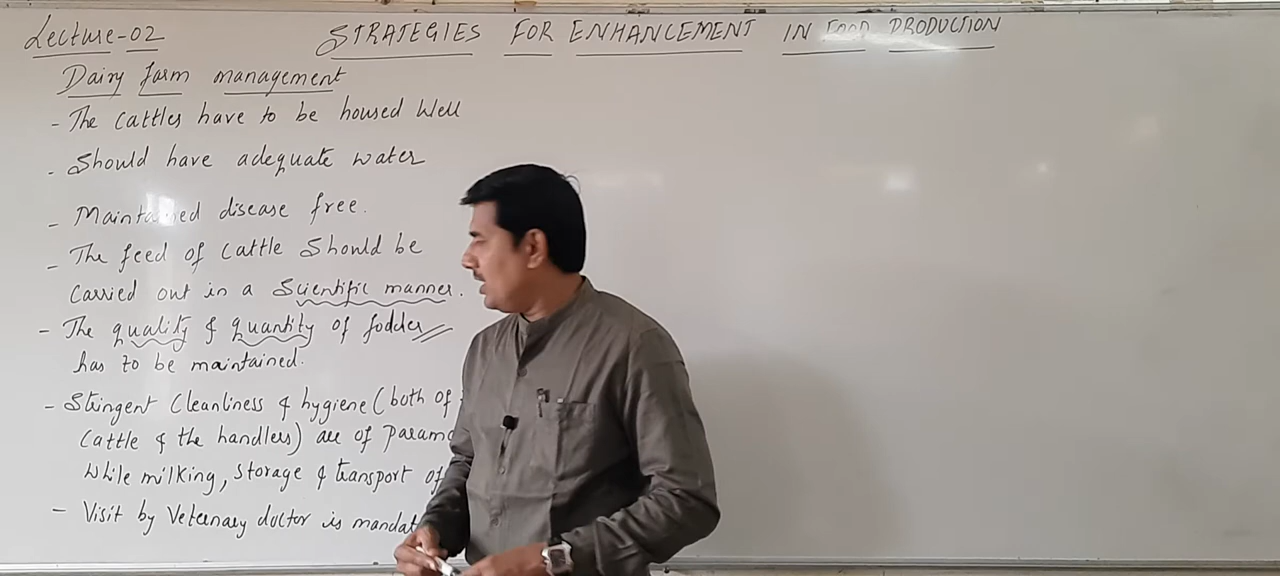 Lecture-02
STRATEGIES FOR ENHANCEMENT IN FOOD PRODUCTION
Dairy farm management
- The cattles have to be housed well
- Should have adequate water
- Maintained disease free.
- The feed of cattle should be
carried out in a scientific manner.
- The quality & quantity of fodder
has to be maintained.
- Stringent cleanliness & hygiene (both of
cattle & the handlers) are of
while milking, storage & transport of
- Visit by Veternary doctor is